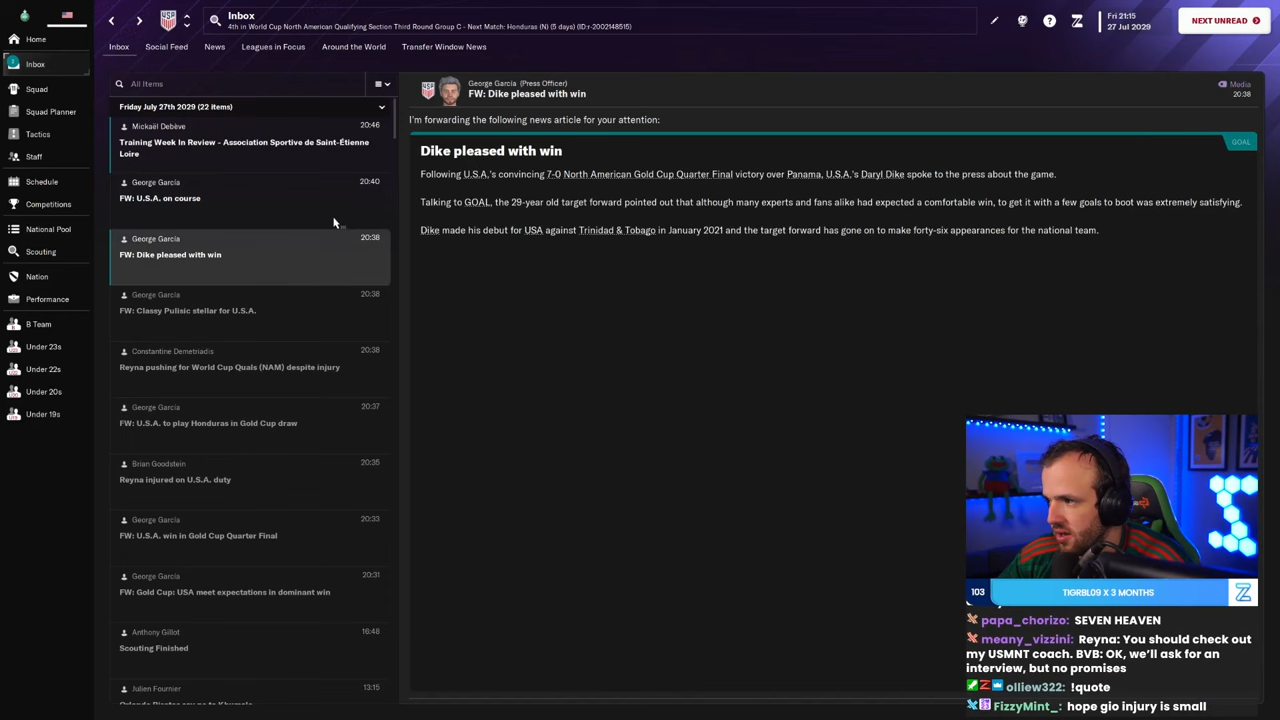 Inbox
4th in World Cup North American Qualifying Section Third Round Group C - Next Match: Honduras (N) (5 days) (ID:r-2002148515)
Fri 21:15
27 Jul 2029
NEXT UNREAD
Inbox
Social Feed
News
Leagues in Focus
Around the World
Transfer Window News
Home
Inbox
Squad
Squad Planner
Tactics
Staff
Schedule
Competitions
National Pool
Scouting
Nation
Performance
B Team
Under 23s
Under 22s
Under 20s
Under 19s
All Items
Friday July 27th 2029 (22 items)
Mickaël Debève
20:46
Training Week In Review - Association Sportive de Saint-Étienne
Loire
George García
20:40
FW: U.S.A. on course
George García
20:38
FW: Dike pleased with win
George García
20:38
FW: Classy Pulisic stellar for U.S.A.
Constantine Demetriadis
20:38
Reyna pushing for World Cup Quals (NAM) despite injury
George García
20:37
FW: U.S.A. to play Honduras in Gold Cup draw
Brian Goodstein
20:35
Reyna injured on U.S.A. duty
George García
20:33
FW: U.S.A. win in Gold Cup Quarter Final
George García
20:31
FW: Gold Cup: USA meet expectations in dominant win
Anthony Gillot
16:48
Scouting Finished
Julien Fournier
13:15
George García (Press Officer)
FW: Dike pleased with win
Media
20:38
I'm forwarding the following news article for your attention:
GOAL
Dike pleased with win
Following U.S.A.'s convincing 7-0 North American Gold Cup Quarter Final victory over Panama, U.S.A.'s Daryl Dike spoke to the press about the game.
Talking to GOAL, the 29-year old target forward pointed out that although many experts and fans alike had expected a comfortable win, to get it with a few goals to boot was extremely satisfying.
Dike made his debut for USA against Trinidad & Tobago in January 2021 and the target forward has gone on to make forty-six appearances for the national team.
103
TIGRBL09 X 3 MONTHS
papa_chorizo: SEVEN HEAVEN
meany_vizzini: Reyna: You should check out
my USMNT coach. BVB: OK, we'll ask for an
interview, but no promises
olliew322: !quote
FizzyMint_: hope gio injury is small